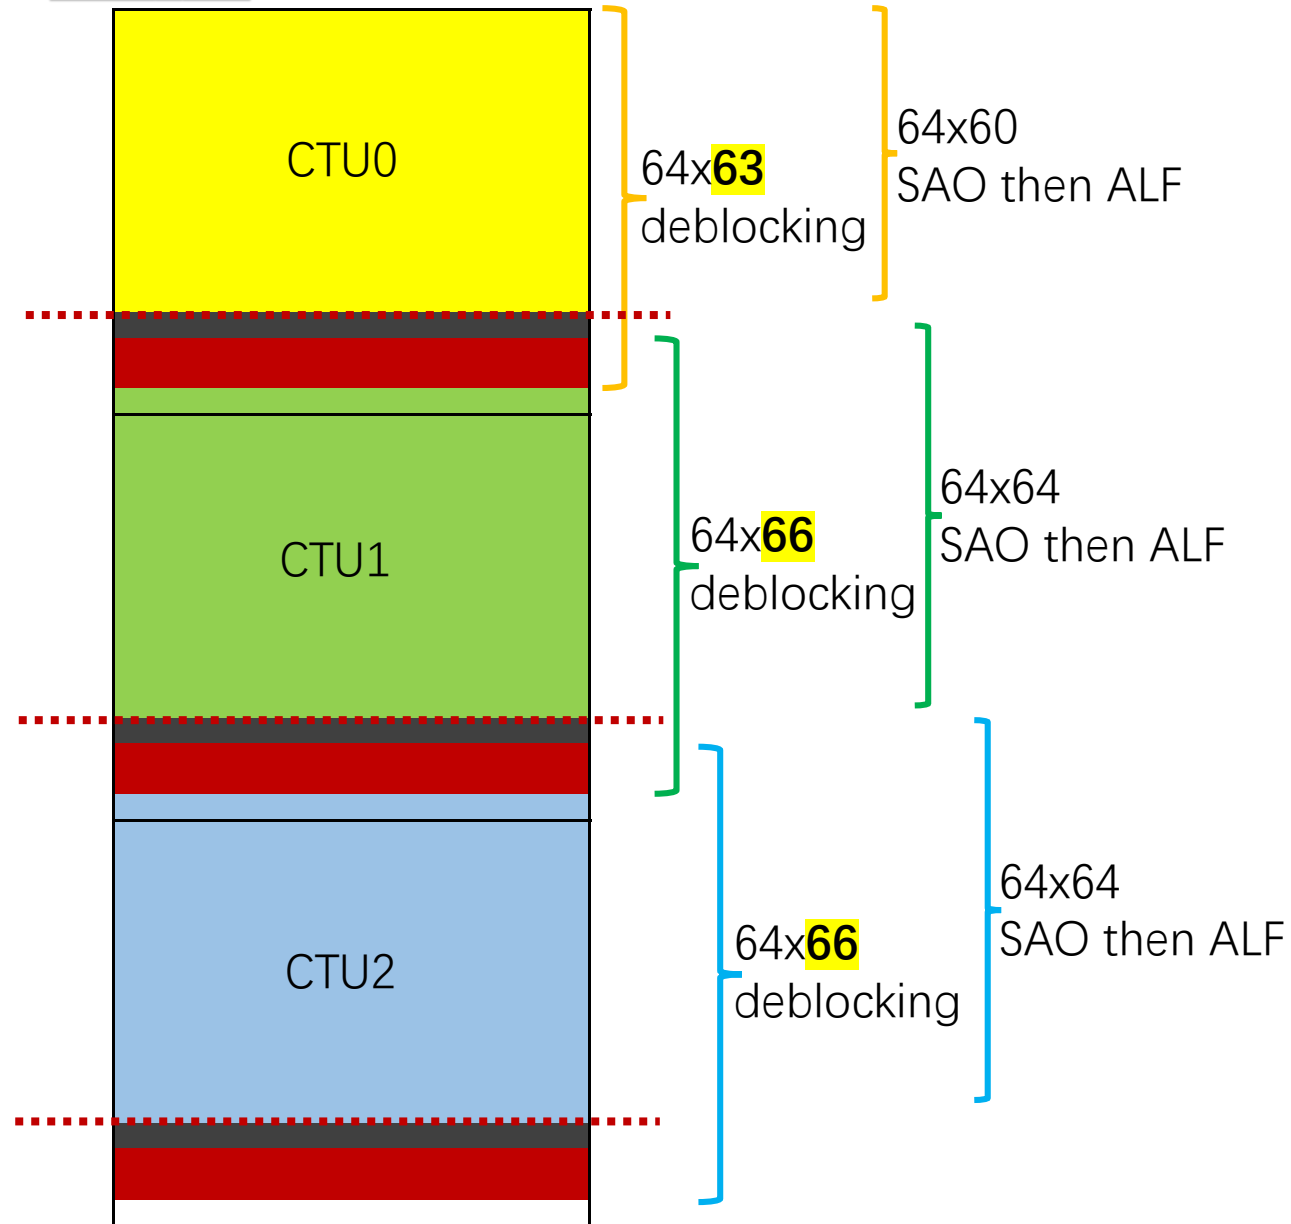 CTU0
64x63
deblocking
64x60
SAO then ALF
CTU1
64x66
deblocking
64x64
SAO then ALF
CTU2
64x66
deblocking
64x64
SAO then ALF